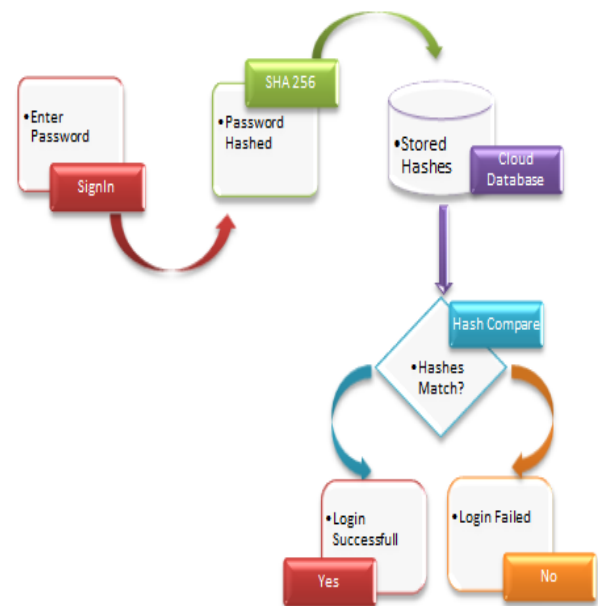 SHA 256
•Enter
Password
SignIn
•Password
Hashed
•Stored
Hashes
Cloud
Database
Hash Compare
•Hashes
Match?
•Login
Successfull
Yes
•Login Failed
No